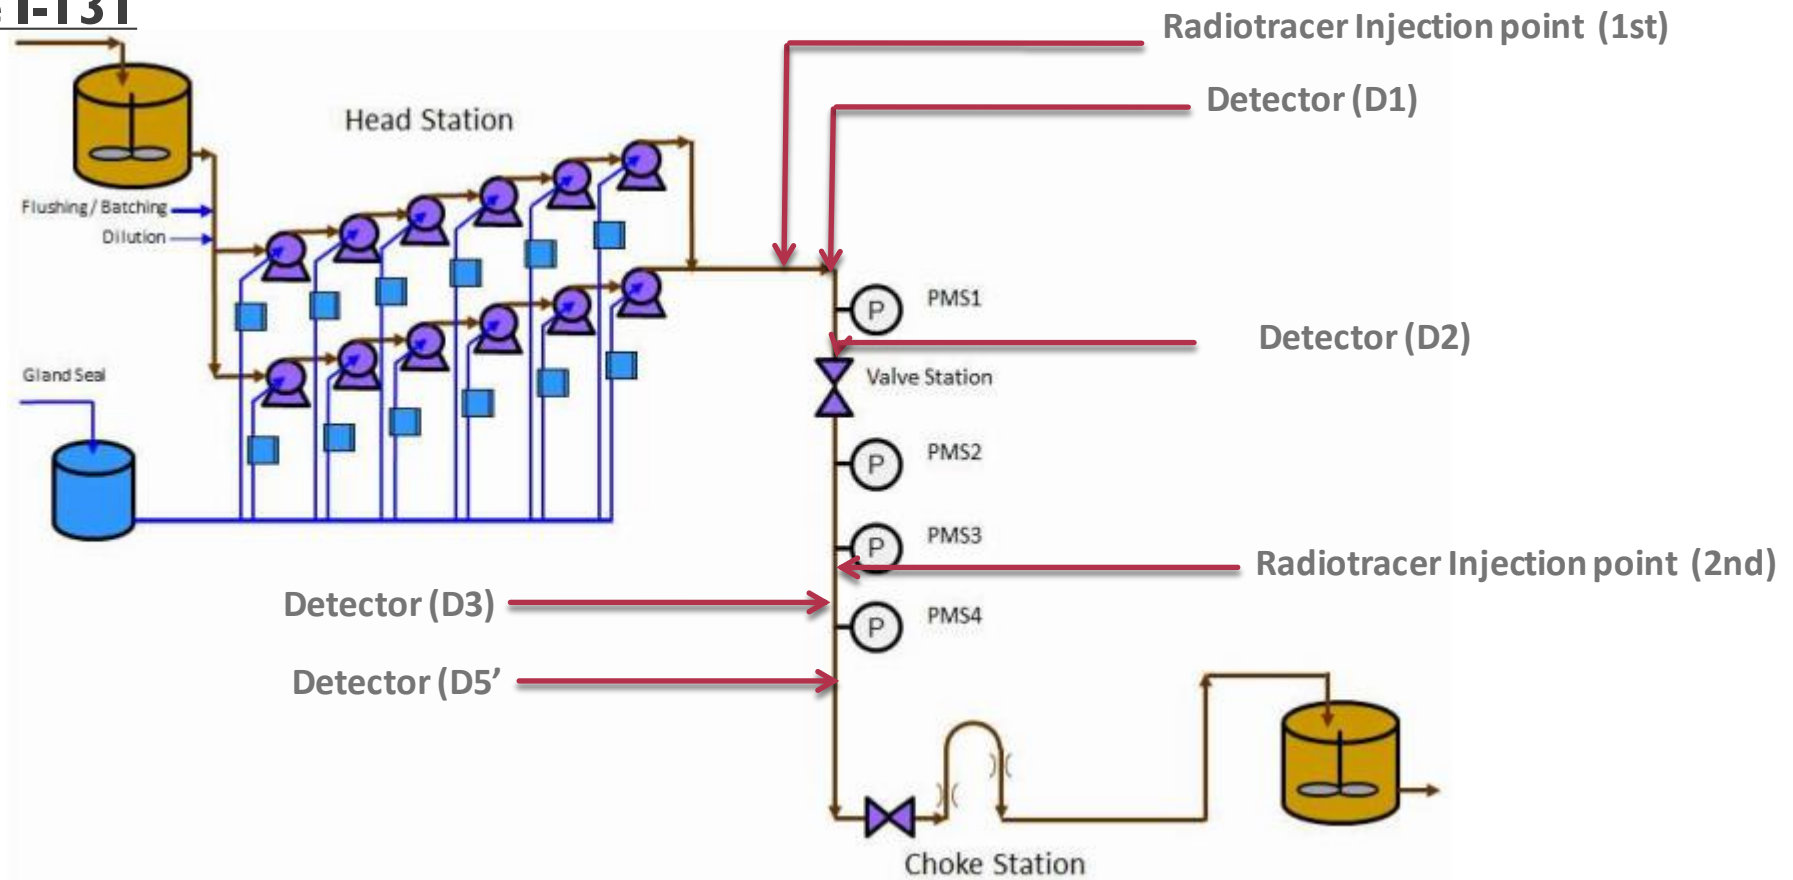 Radiotracer Injection point (1st)
Detector (D1)
Head Station
Flushing / Batching
Dilution
PMS1
P
Detector (D2)
Gland Seal
Valve Station
PMS2
P
PMS3
P
Radiotracer Injection point (2nd)
Detector (D3)
PMS4
P
Detector (D5’
Choke Station